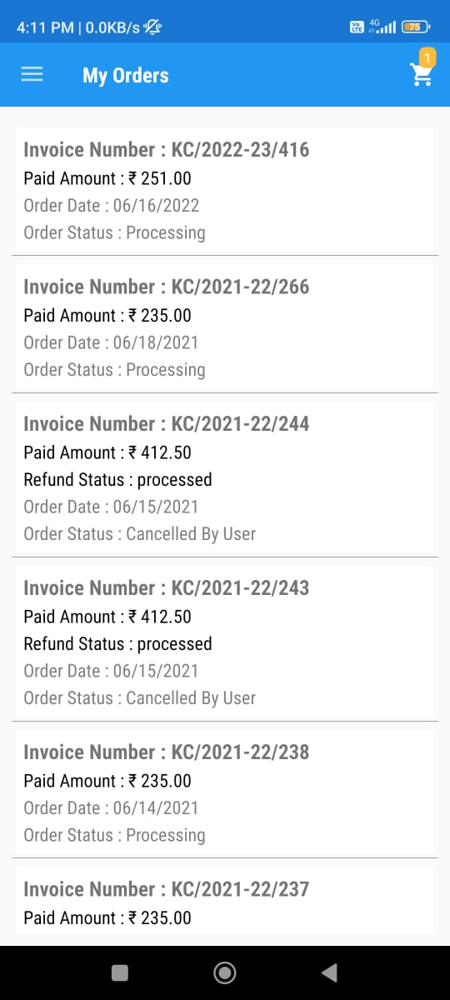 4:11 PM | 0.0KB/s
Vo LTE 4G 75
1
My Orders
Invoice Number : KC/2022-23/416
Paid Amount : ₹ 251.00
Order Date : 06/16/2022
Order Status : Processing
Invoice Number : KC/2021-22/266
Paid Amount : ₹ 235.00
Order Date : 06/18/2021
Order Status : Processing
Invoice Number : KC/2021-22/244
Paid Amount : ₹ 412.50
Refund Status : processed
Order Date : 06/15/2021
Order Status : Cancelled By User
Invoice Number : KC/2021-22/243
Paid Amount : ₹ 412.50
Refund Status : processed
Order Date : 06/15/2021
Order Status : Cancelled By User
Invoice Number : KC/2021-22/238
Paid Amount : ₹ 235.00
Order Date : 06/14/2021
Order Status : Processing
Invoice Number : KC/2021-22/237
Paid Amount : ₹ 235.00